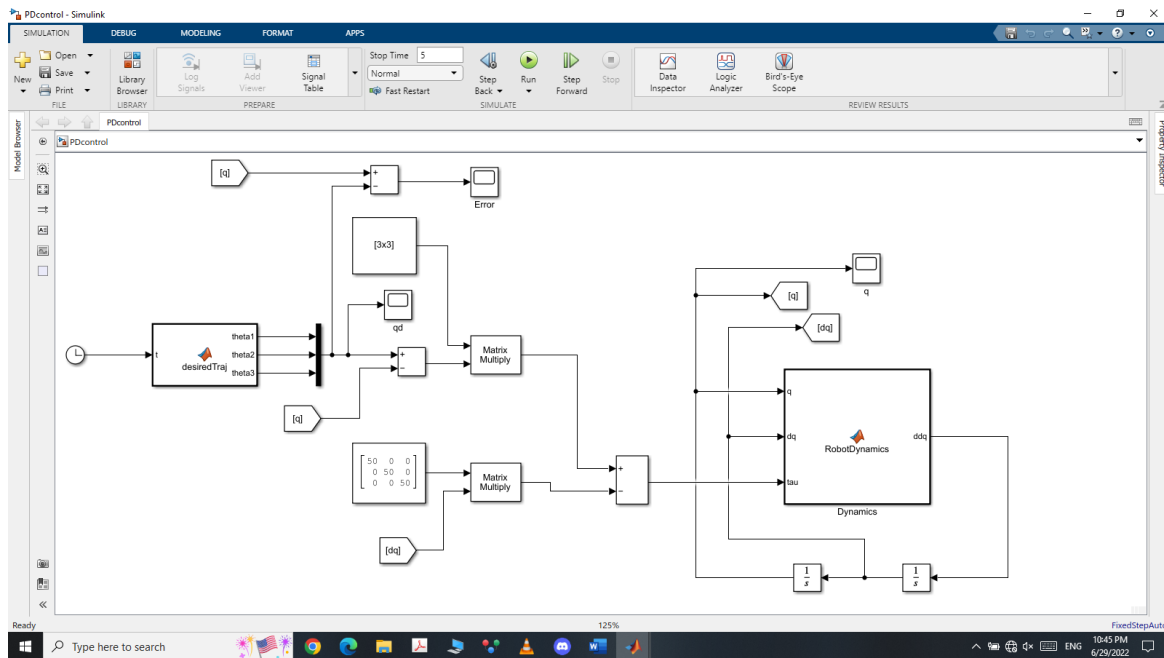 PDcontrol - Simulink
SIMULATION DEBUG MODELING FORMAT APPS
New
Open
Save
Print
FILE
Library
Browser
LIBRARY
Log
Signals
Add
Viewer
Signal
Table
PREPARE
Stop Time 5
Normal
Fast Restart
Step
Back
Run
Step
Forward
Stop
SIMULATE
Data
Inspector
Logic
Analyzer
Bird's-Eye
Scope
REVIEW RESULTS
Model Browser
PDcontrol
Property Inspector
PDcontrol
[q]
+
−
Error
[3x3]
qd
t
desiredTraj
theta1
theta2
theta3
+
−
Matrix
Multiply
[q]
50 0 0
0 50 0
0 0 50
Matrix
Multiply
[dq]
+
−
q
[q]
[dq]
q
dq
tau
RobotDynamics
ddq
Dynamics
1
s
1
s
Ready
125%
FixedStepAuto
Type here to search
ENG
10:45 PM
6/29/2022